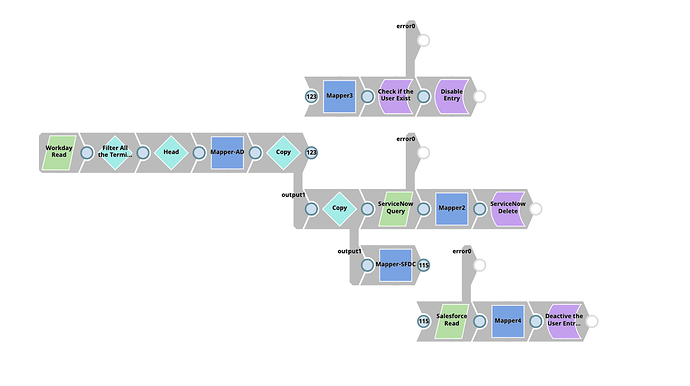 error0
123
Mapper3
Check if the
User Exist
Disable
Entry
Workday
Read
Filter All
the Termi...
Head
Mapper-AD
Copy
123
error0
output1
Copy
ServiceNow
Query
Mapper2
ServiceNow
Delete
output1
Mapper-SFDC
115
error0
115
Salesforce
Read
Mapper4
Deactive the
User Entr...